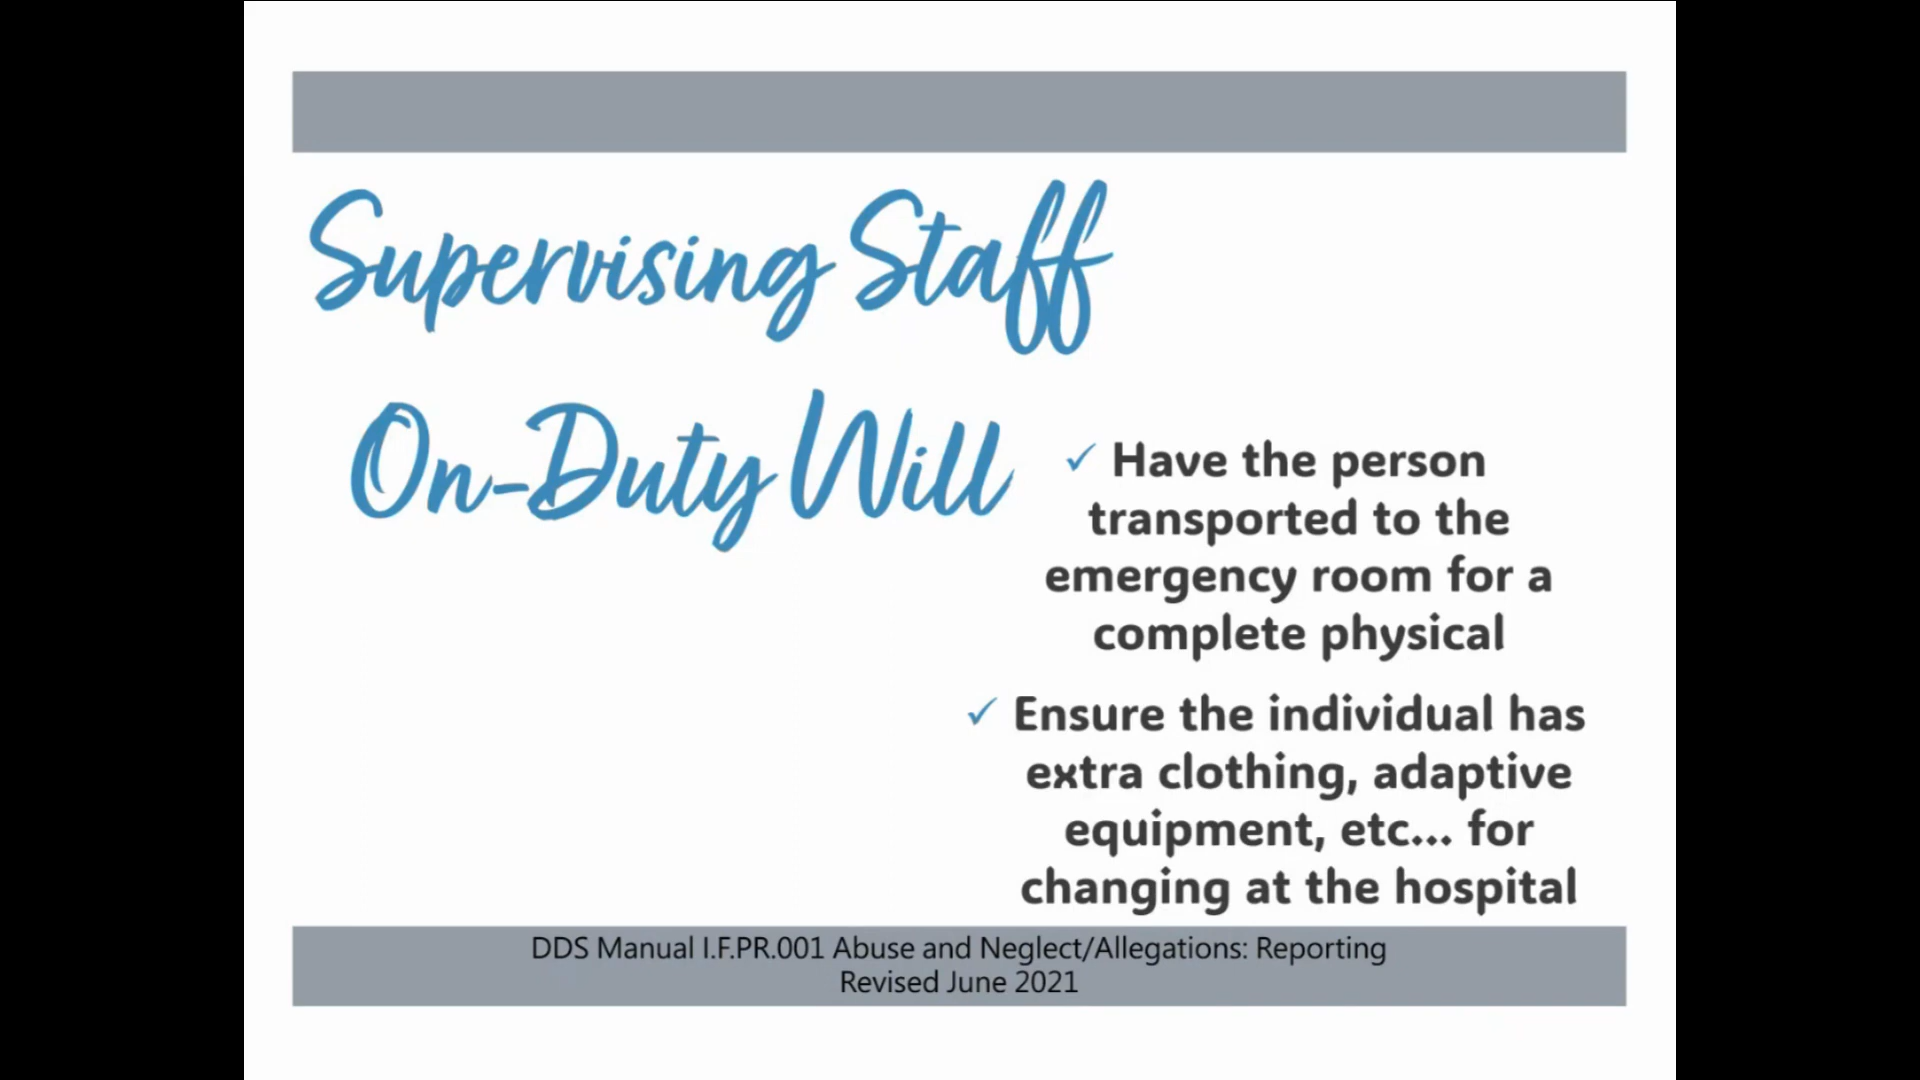 Supervising Staff
On-Duty Will
✓ Have the person
transported to the
emergency room for a
complete physical
✓ Ensure the individual has
extra clothing, adaptive
equipment, etc... for
changing at the hospital
DDS Manual I.F.PR.001 Abuse and Neglect/Allegations: Reporting
Revised June 2021